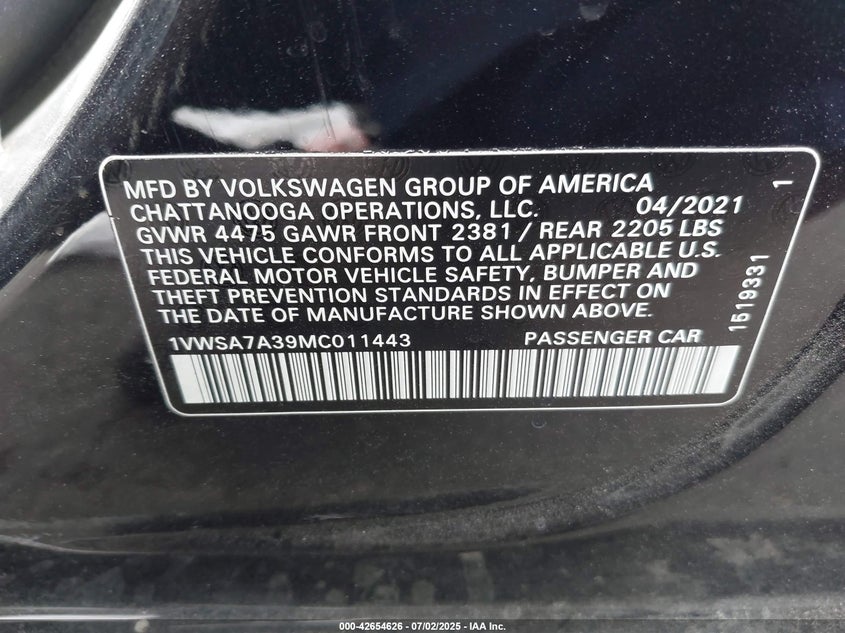 MFD BY VOLKSWAGEN GROUP OF AMERICA
CHATTANOOGA OPERATIONS, LLC. 04/2021
GVWR 4475 GAWR FRONT 2381 / REAR 2205 LBS
THIS VEHICLE CONFORMS TO ALL APPLICABLE U.S.
FEDERAL MOTOR VEHICLE SAFETY, BUMPER AND
THEFT PREVENTION STANDARDS IN EFFECT ON
THE DATE OF MANUFACTURE SHOWN ABOVE.
1VWSA7A39MC011443 PASSENGER CAR
1519331 1
000-42654626 - 07/02/2025 - IAA Inc.